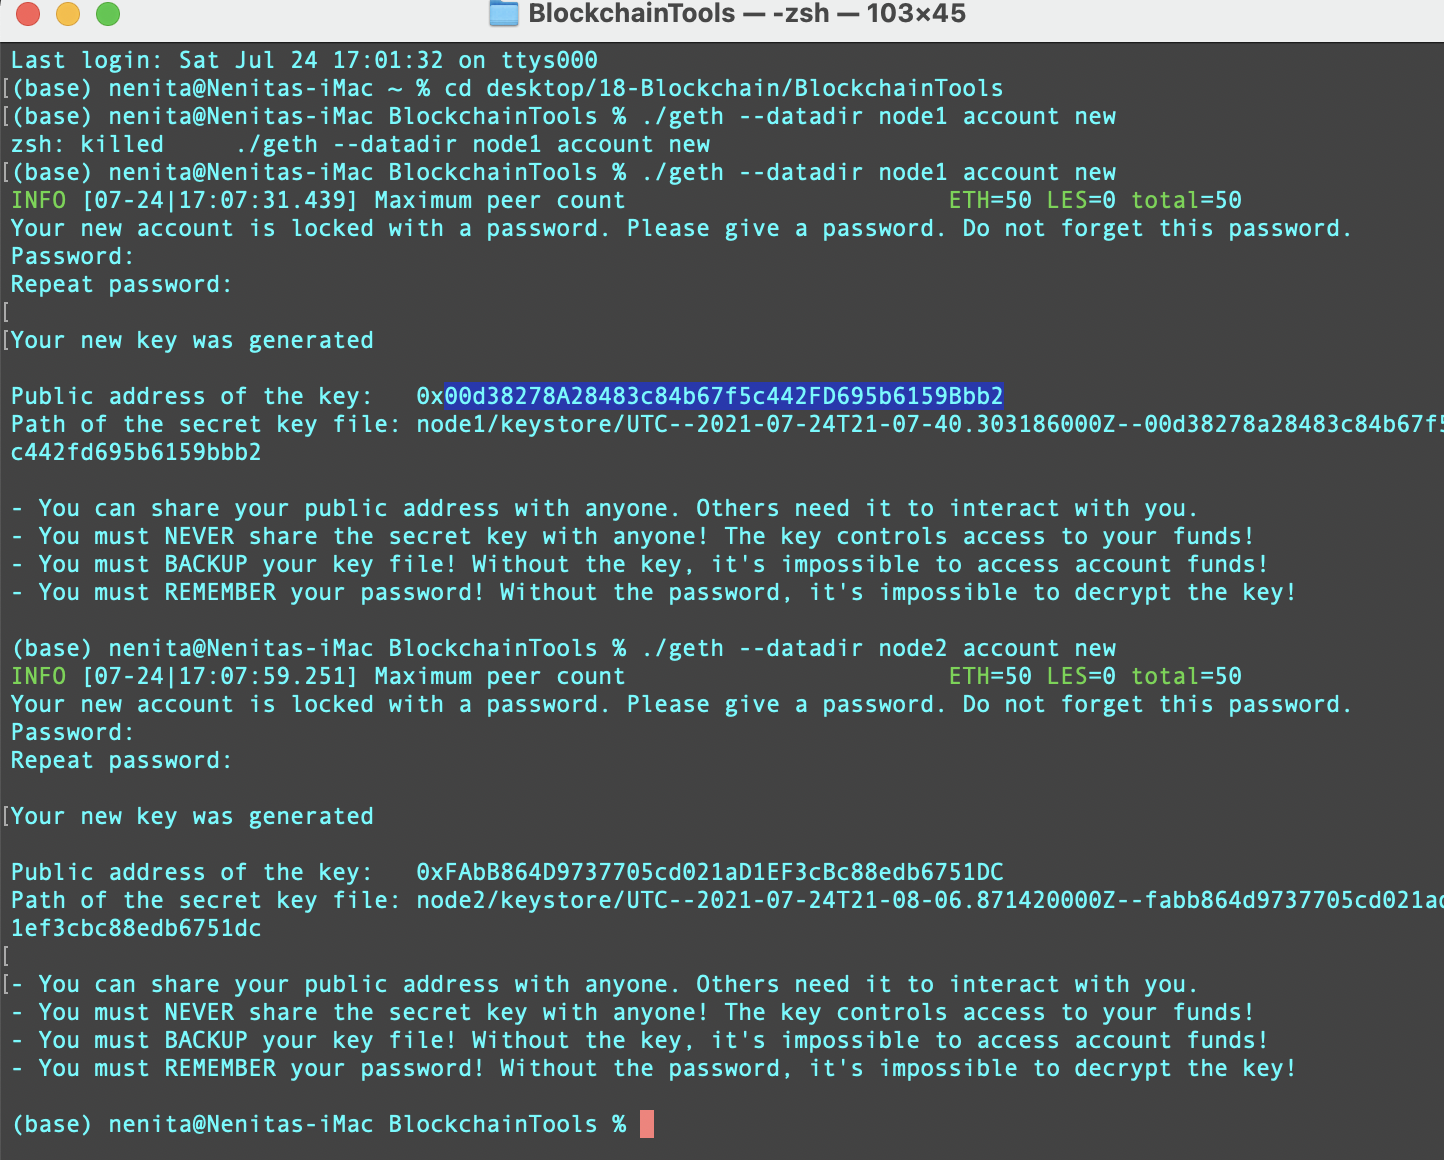 BlockchainTools — -zsh — 103×45
Last login: Sat Jul 24 17:01:32 on ttys000
[(base) nenita@Nenitas-iMac ~ % cd desktop/18-Blockchain/BlockchainTools
[(base) nenita@Nenitas-iMac BlockchainTools % ./geth --datadir node1 account new
zsh: killed     ./geth --datadir node1 account new
[(base) nenita@Nenitas-iMac BlockchainTools % ./geth --datadir node1 account new
INFO [07-24|17:07:31.439] Maximum peer count                       ETH=50 LES=0 total=50
Your new account is locked with a password. Please give a password. Do not forget this password.
Password:
Repeat password:
[
[Your new key was generated
Public address of the key:   0x00d38278A28483c84b67f5c442FD695b6159Bbb2
Path of the secret key file: node1/keystore/UTC--2021-07-24T21-07-40.303186000Z--00d38278a28483c84b67f5
c442fd695b6159bbb2
- You can share your public address with anyone. Others need it to interact with you.
- You must NEVER share the secret key with anyone! The key controls access to your funds!
- You must BACKUP your key file! Without the key, it's impossible to access account funds!
- You must REMEMBER your password! Without the password, it's impossible to decrypt the key!
(base) nenita@Nenitas-iMac BlockchainTools % ./geth --datadir node2 account new
INFO [07-24|17:07:59.251] Maximum peer count                       ETH=50 LES=0 total=50
Your new account is locked with a password. Please give a password. Do not forget this password.
Password:
Repeat password:
[Your new key was generated
Public address of the key:   0xFAbB864D9737705cd021aD1EF3cBc88edb6751DC
Path of the secret key file: node2/keystore/UTC--2021-07-24T21-08-06.871420000Z--fabb864d9737705cd021ad
1ef3cbc88edb6751dc
[
[- You can share your public address with anyone. Others need it to interact with you.
- You must NEVER share the secret key with anyone! The key controls access to your funds!
- You must BACKUP your key file! Without the key, it's impossible to access account funds!
- You must REMEMBER your password! Without the password, it's impossible to decrypt the key!
(base) nenita@Nenitas-iMac BlockchainTools %